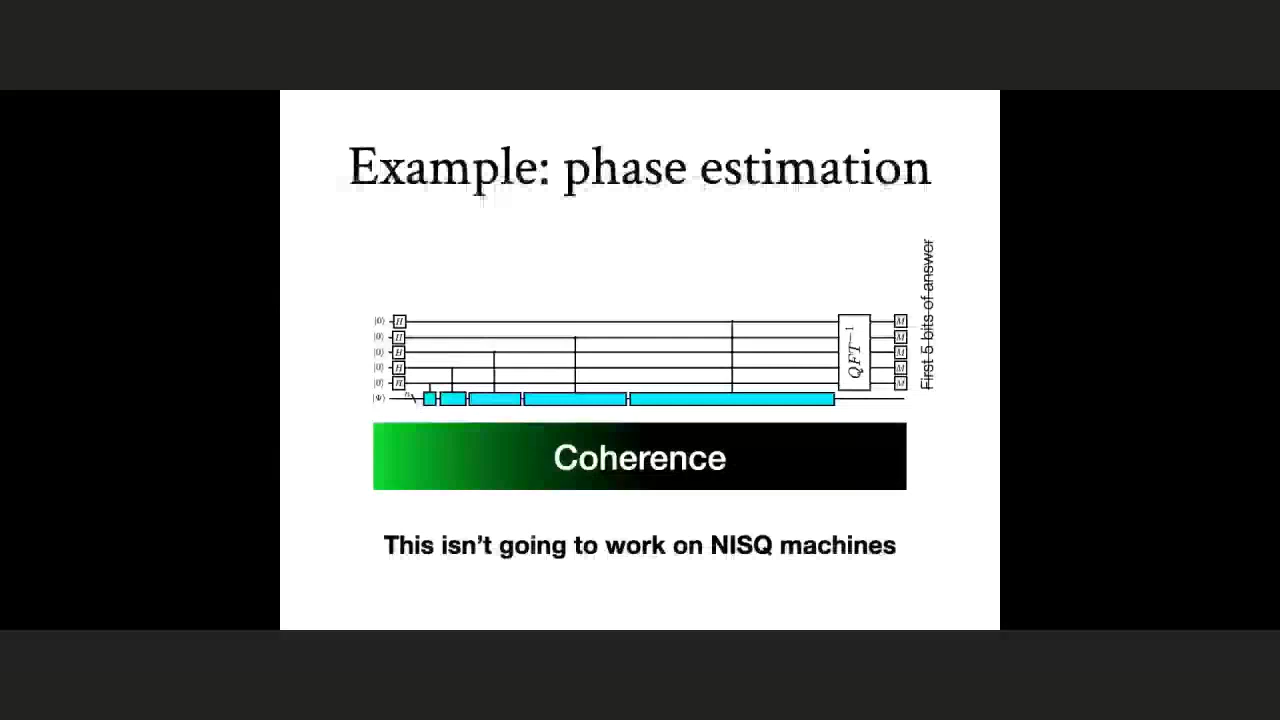 Example: phase estimation
First 5 bits of answer
|0⟩ H M
|0⟩ H M
|0⟩ H M
|0⟩ H M
|0⟩ H M
|Ψ⟩ n
QFT⁻¹
Coherence
This isn't going to work on NISQ machines